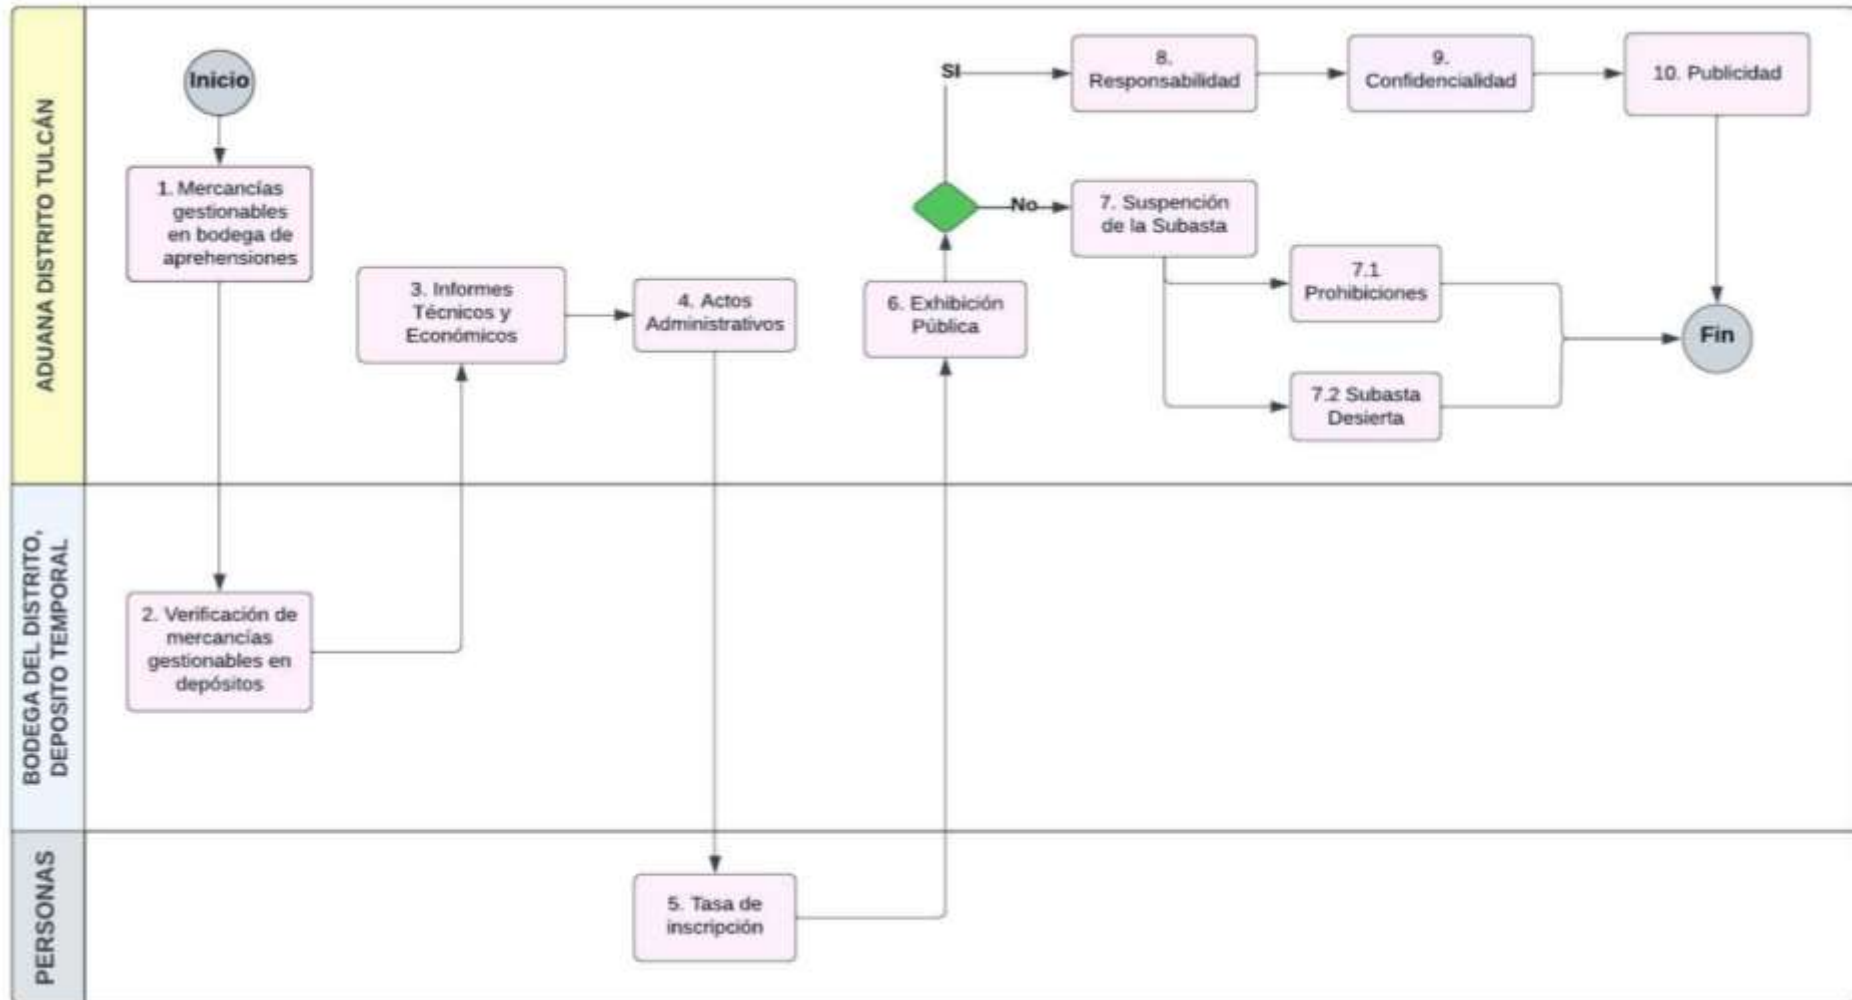 ADUANA DISTRITO TULCÁN
Inicio
1. Mercancías
gestionables
en bodega de
aprehensiones
3. Informes
Técnicos y
Económicos
4. Actos
Administrativos
6. Exhibición
Pública
SI
No
8.
Responsabilidad
9.
Confidencialidad
10. Publicidad
7. Suspención
de la Subasta
7.1
Prohibiciones
7.2 Subasta
Desierta
Fin
BODEGA DEL DISTRITO,
DEPOSITO TEMPORAL
2. Verificación de
mercancías
gestionables en
depósitos
PERSONAS
5. Tasa de
inscripción